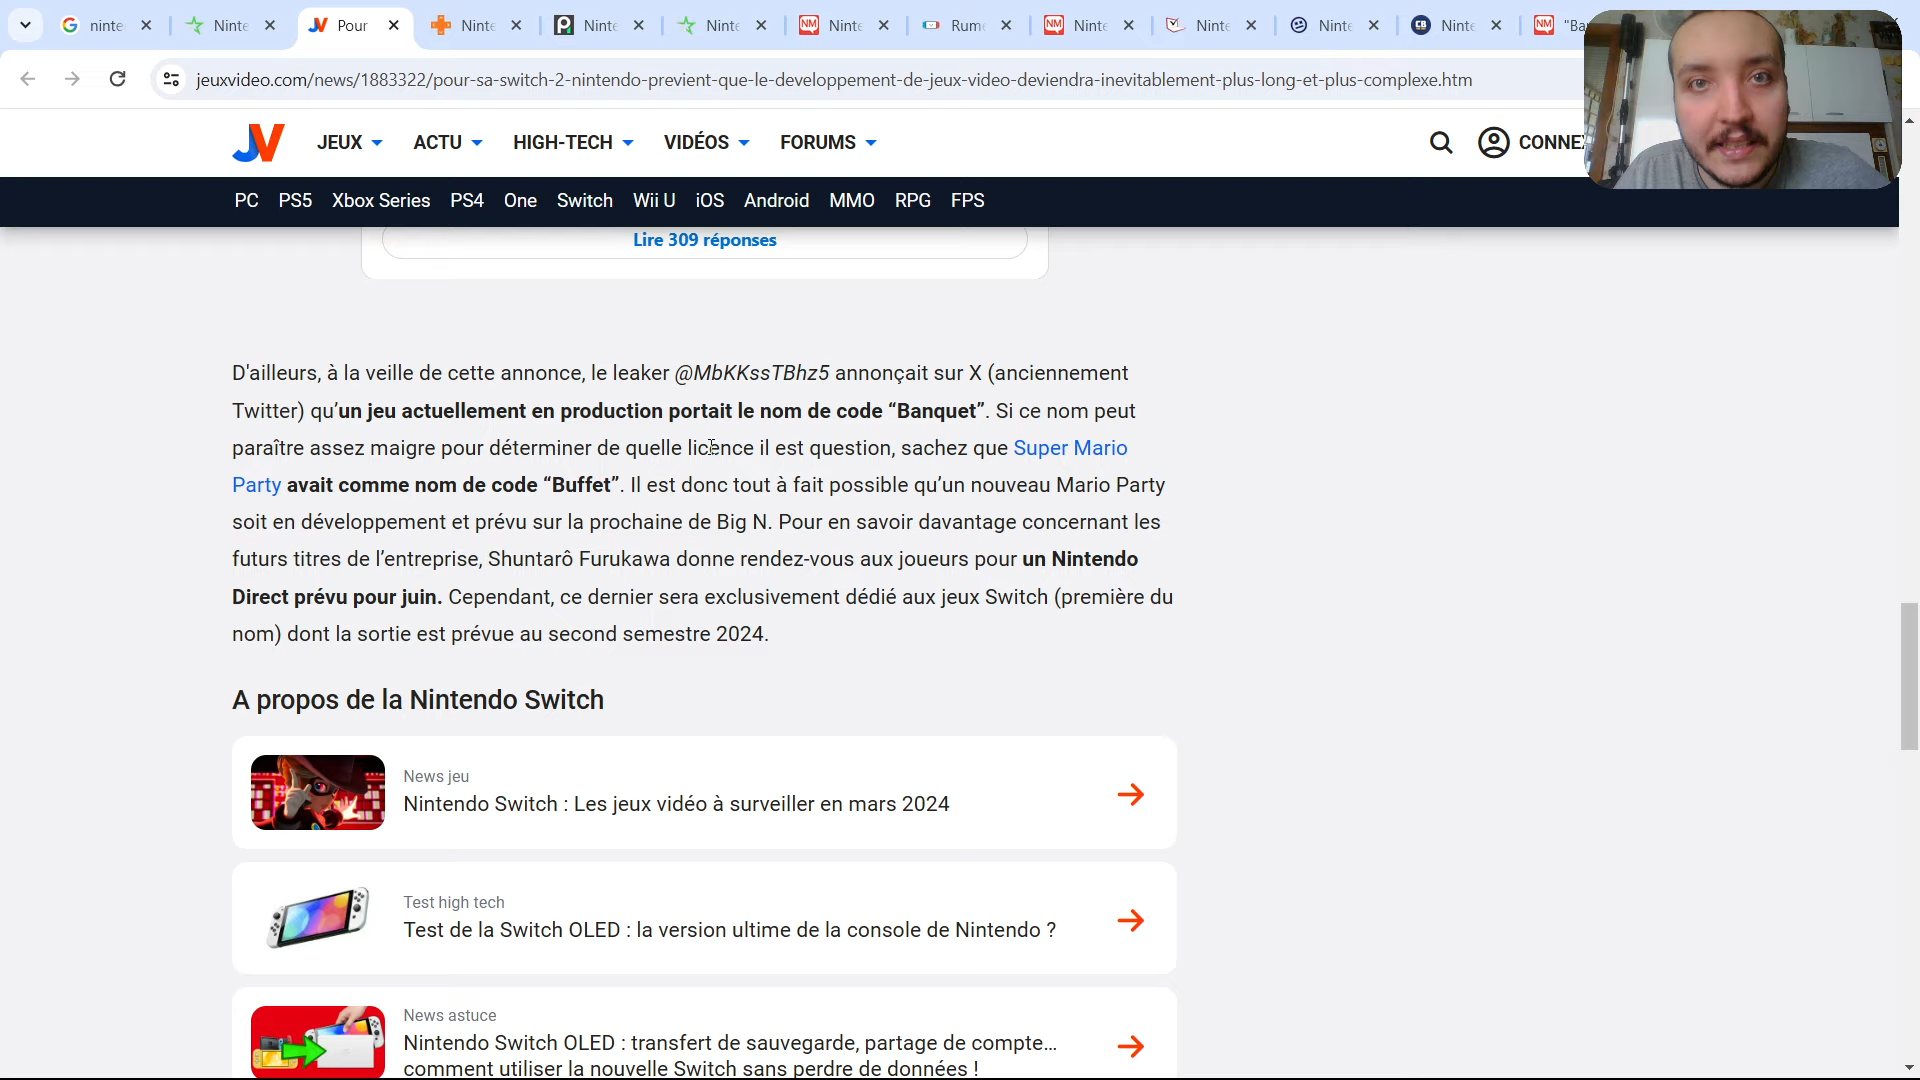 ninte
Ninte
Pour
Ninte
Ninte
Ninte
NM Ninte
Rume
NM Ninte
Ninte
Ninte
CB Ninte
NM "Ba
jeuxvideo.com/news/1883322/pour-sa-switch-2-nintendo-previent-que-le-developpement-de-jeux-video-deviendra-inevitablement-plus-long-et-plus-complexe.htm
JV JEUX ACTU HIGH-TECH VIDÉOS FORUMS CONNE
PC PS5 Xbox Series PS4 One Switch Wii U iOS Android MMO RPG FPS
Lire 309 réponses
D'ailleurs, à la veille de cette annonce, le leaker @MbKKssTBhz5 annonçait sur X (anciennement
Twitter) qu’un jeu actuellement en production portait le nom de code “Banquet”. Si ce nom peut
paraître assez maigre pour déterminer de quelle licence il est question, sachez que Super Mario
Party avait comme nom de code “Buffet”. Il est donc tout à fait possible qu’un nouveau Mario Party
soit en développement et prévu sur la prochaine de Big N. Pour en savoir davantage concernant les
futurs titres de l’entreprise, Shuntarô Furukawa donne rendez-vous aux joueurs pour un Nintendo
Direct prévu pour juin. Cependant, ce dernier sera exclusivement dédié aux jeux Switch (première du
nom) dont la sortie est prévue au second semestre 2024.
A propos de la Nintendo Switch
News jeu
Nintendo Switch : Les jeux vidéo à surveiller en mars 2024
Test high tech
Test de la Switch OLED : la version ultime de la console de Nintendo ?
News astuce
Nintendo Switch OLED : transfert de sauvegarde, partage de compte...
comment utiliser la nouvelle Switch sans perdre de données !